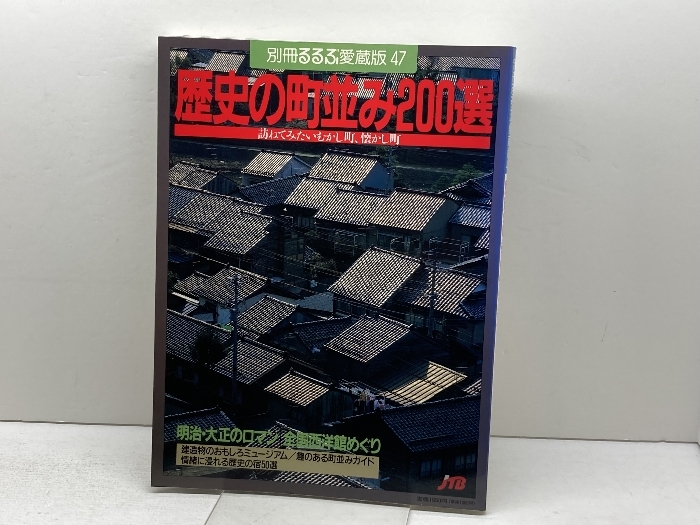 別冊るるぶ愛蔵版 47
歴史の町並み200選
訪ねてみたいむかし町、懐かし町
明治・大正のロマン 全国西洋館めぐり
建造物のおもしろミュージアム/麺のある町並みガイド
情緒に浸れる歴史の宿50選
JTB